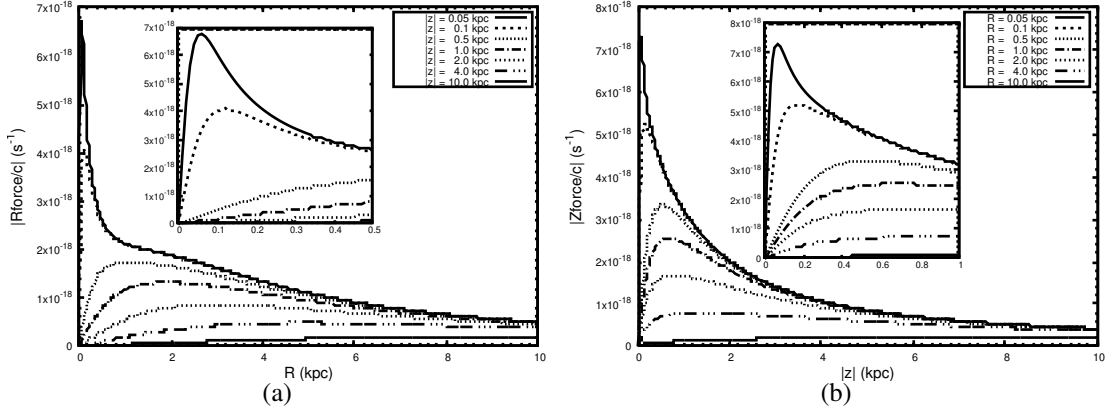 |Rforce/c| (s⁻¹)
7x10⁻¹⁸
6x10⁻¹⁸
5x10⁻¹⁸
4x10⁻¹⁸
3x10⁻¹⁸
2x10⁻¹⁸
1x10⁻¹⁸
0
7x10⁻¹⁸
6x10⁻¹⁸
5x10⁻¹⁸
4x10⁻¹⁸
3x10⁻¹⁸
2x10⁻¹⁸
1x10⁻¹⁸
0
0 0.1 0.2 0.3 0.4 0.5
|z| = 0.05 kpc
|z| = 0.1 kpc
|z| = 0.5 kpc
|z| = 1.0 kpc
|z| = 2.0 kpc
|z| = 4.0 kpc
|z| = 10.0 kpc
0 2 4 6 8 10
R (kpc)
(a)
|Zforce/c| (s⁻¹)
8x10⁻¹⁸
7x10⁻¹⁸
6x10⁻¹⁸
5x10⁻¹⁸
4x10⁻¹⁸
3x10⁻¹⁸
2x10⁻¹⁸
1x10⁻¹⁸
0
8x10⁻¹⁸
7x10⁻¹⁸
6x10⁻¹⁸
5x10⁻¹⁸
4x10⁻¹⁸
3x10⁻¹⁸
2x10⁻¹⁸
1x10⁻¹⁸
0
0 0.2 0.4 0.6 0.8 1
R = 0.05 kpc
R = 0.1 kpc
R = 0.5 kpc
R = 1.0 kpc
R = 2.0 kpc
R = 4.0 kpc
R = 10.0 kpc
0 2 4 6 8 10
|z| (kpc)
(b)